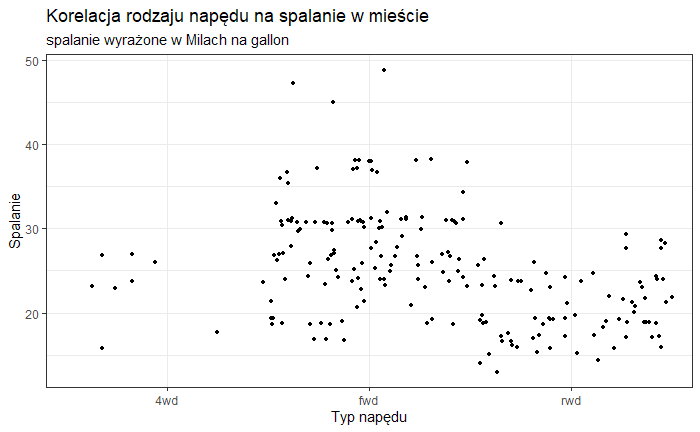 Korelacja rodzaju napędu na spalanie w mieście
spalanie wyrażone w Milach na gallon
50
40
30
20
Spalanie
4wd fwd rwd
Typ napędu